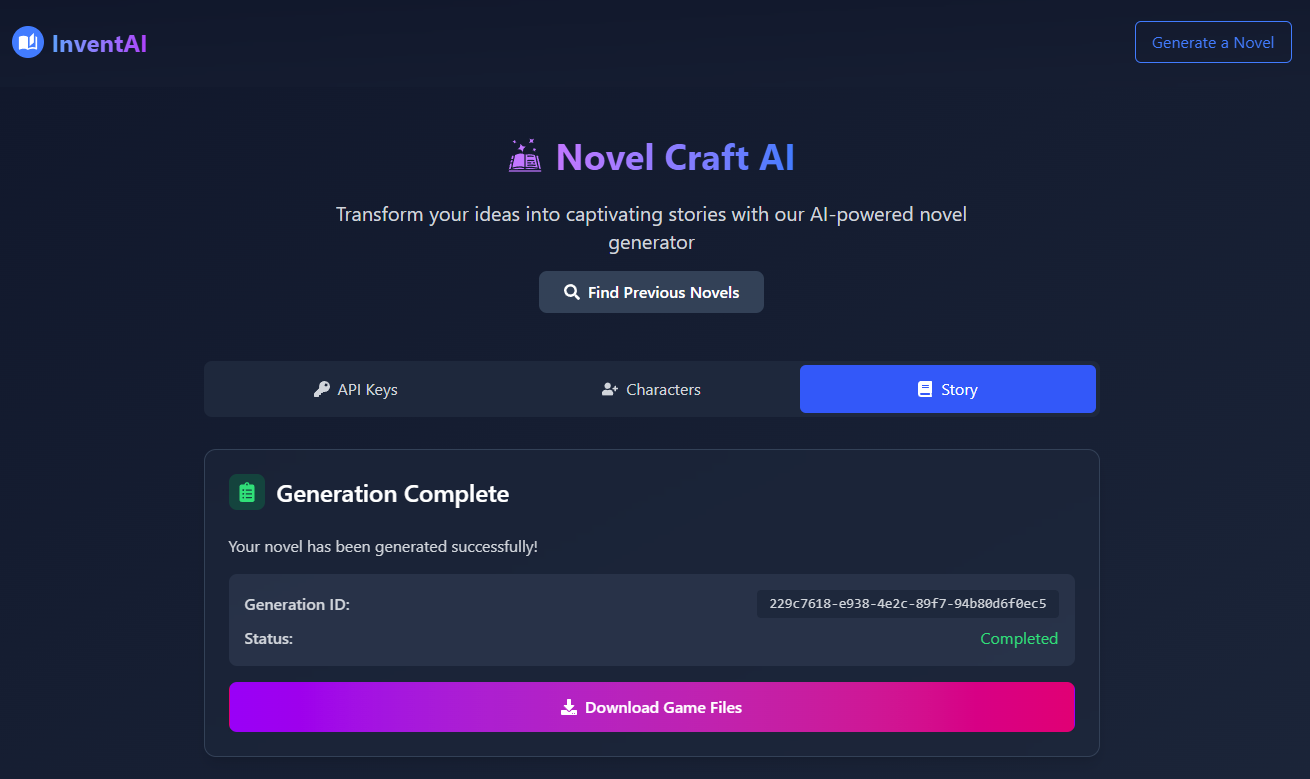 InventAI
Generate a Novel
Novel Craft AI
Transform your ideas into captivating stories with our AI-powered novel
generator
Find Previous Novels
API Keys
Characters
Story
Generation Complete
Your novel has been generated successfully!
Generation ID:
229c7618-e938-4e2c-89f7-94b80d6f0ec5
Status:
Completed
Download Game Files